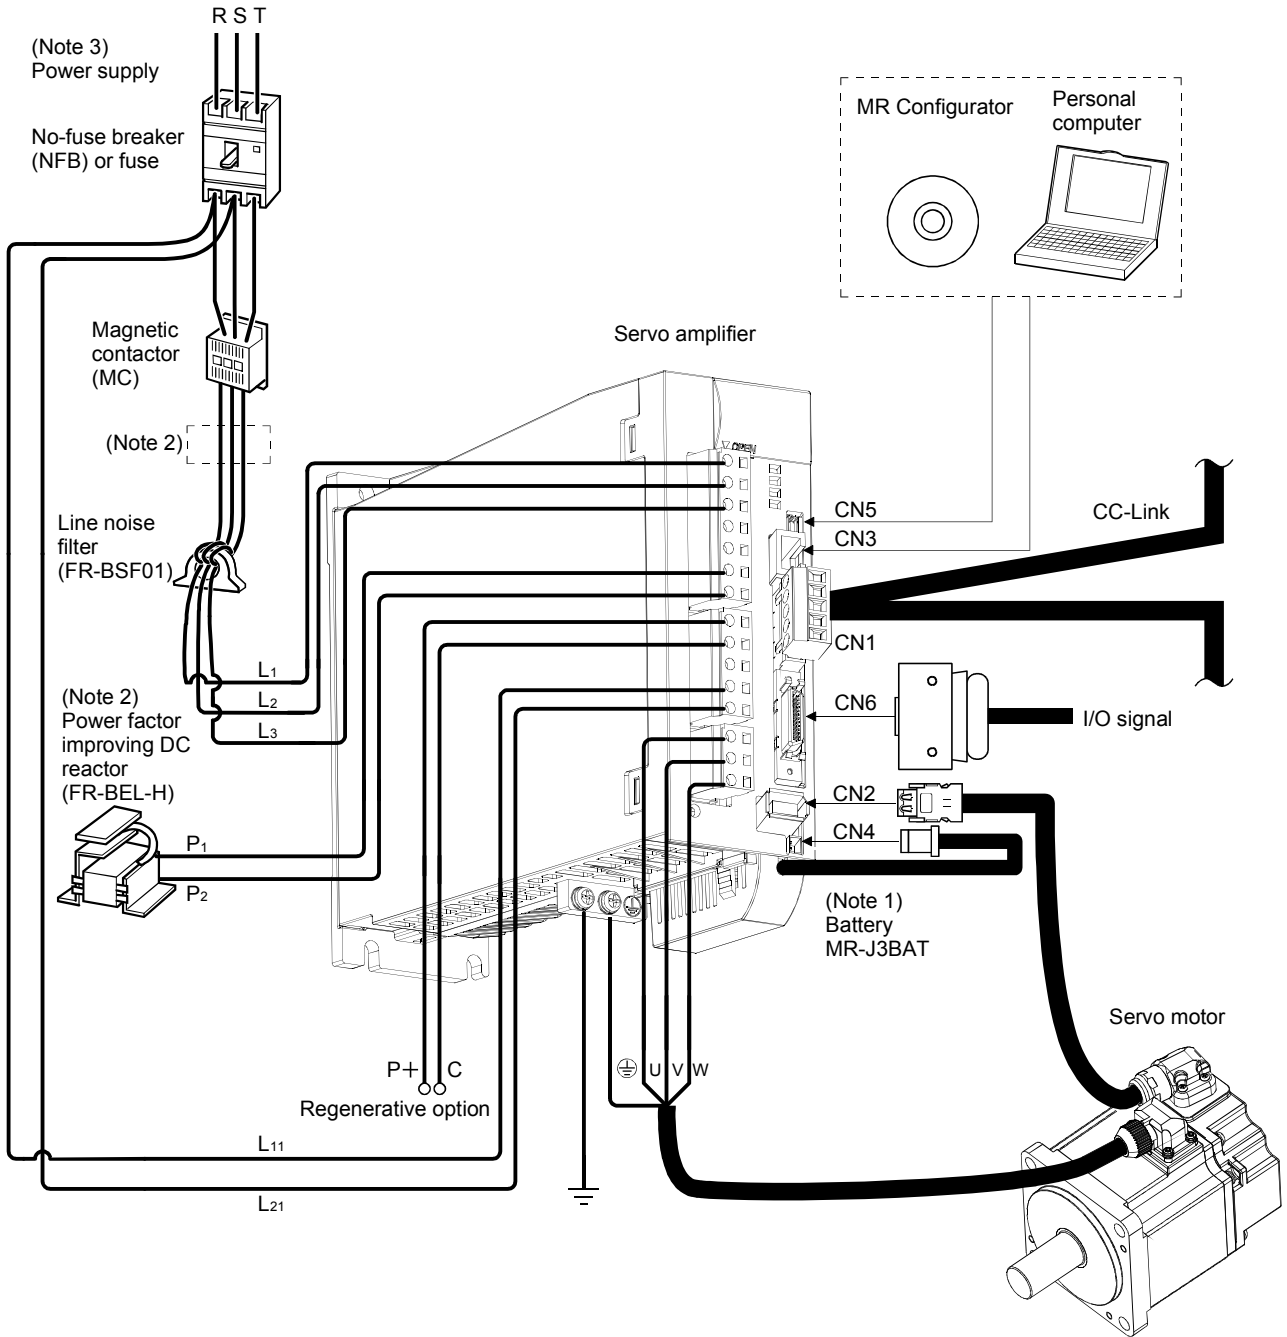 R S T
(Note 3)
Power supply
No-fuse breaker
(NFB) or fuse
MR Configurator
Personal
computer
Magnetic
contactor
(MC)
Servo amplifier
(Note 2)
OPEN
CN5
CC-Link
CN3
Line noise
filter
(FR-BSF01)
CN1
L1
(Note 2)
Power factor
improving DC
reactor
(FR-BEL-H)
L2
L3
CN6
I/O signal
CN2
CN4
P1
P2
(Note 1)
Battery
MR-J3BAT
Servo motor
P+ C
U V W
Regenerative option
L11
L21